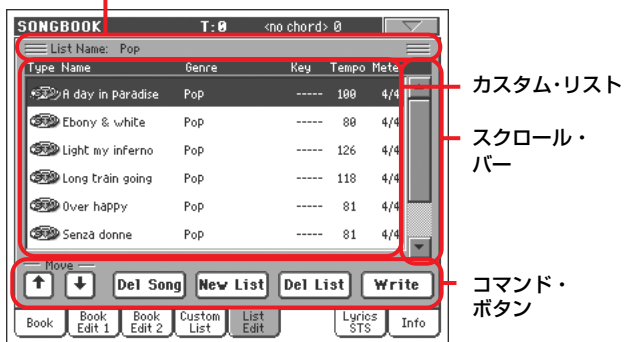 SONGBOOK T:0 <no chord> 0
List Name: Pop
Type Name Genre Key Tempo Mete
A day in paradise Pop ----- 100 4/4
Ebony & white Pop ----- 80 4/4
Light my inferno Pop ----- 126 4/4
Long train going Pop ----- 118 4/4
Over happy Pop ----- 81 4/4
Senza donne Pop ----- 81 4/4
Move
Del Song New List Del List Write
Book Book Edit 1 Book Edit 2 Custom List List Edit Lyrics STS Info
カスタム・リスト
スクロール・
バー
コマンド・
ボタン